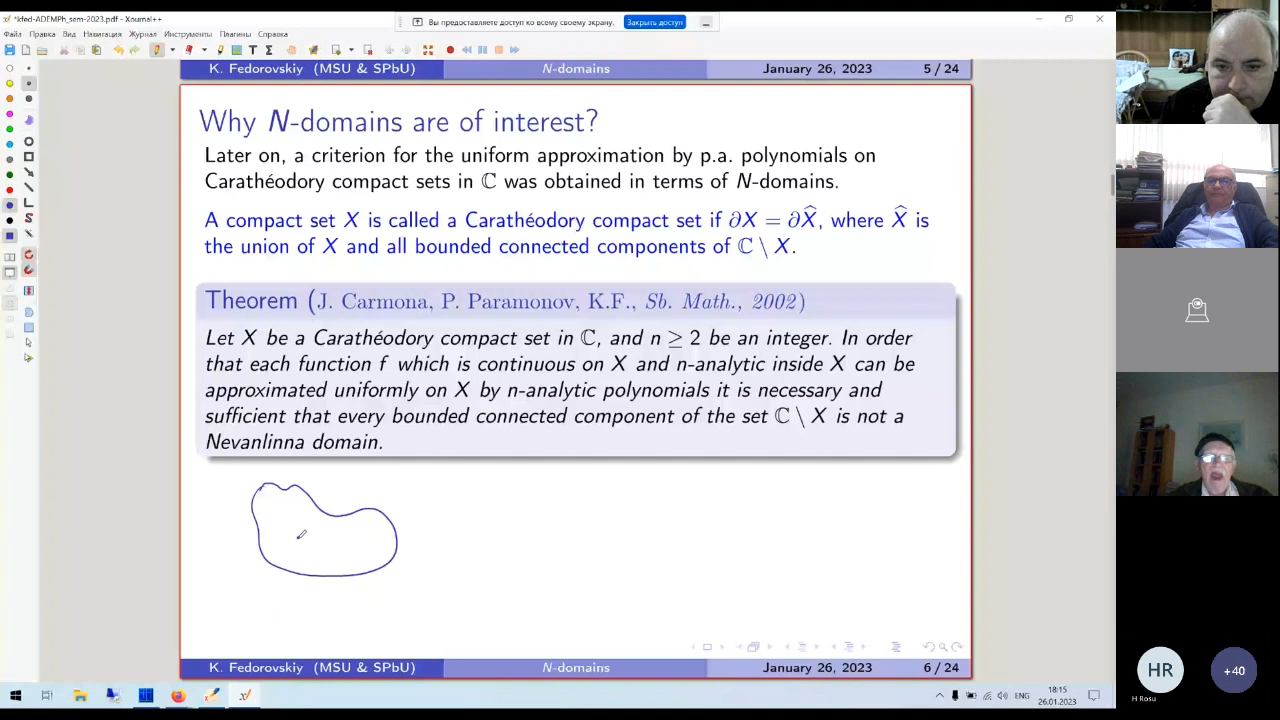 *kfed-ADEMPh_sem-2023.pdf - Xournal++
Вы предоставляете доступ ко всему своему экрану.
Закрыть доступ
Файл Правка Вид Навигация Журнал Инструменты Плагины Справка
K. Fedorovskiy (MSU & SPbU) N-domains January 26, 2023 5 / 24
Why N-domains are of interest?
Later on, a criterion for the uniform approximation by p.a. polynomials on
Carathéodory compact sets in ℂ was obtained in terms of N-domains.
A compact set X is called a Carathéodory compact set if ∂X = ∂X̂, where X̂ is
the union of X and all bounded connected components of ℂ \ X.
Theorem (J. Carmona, P. Paramonov, K.F., Sb. Math., 2002)
Let X be a Carathéodory compact set in ℂ, and n ≥ 2 be an integer. In order
that each function f which is continuous on X and n-analytic inside X can be
approximated uniformly on X by n-analytic polynomials it is necessary and
sufficient that every bounded connected component of the set ℂ \ X is not a
Nevanlinna domain.
K. Fedorovskiy (MSU & SPbU) N-domains January 26, 2023 6 / 24
HR
H Rosu
+40
ENG
18:15
26.01.2023